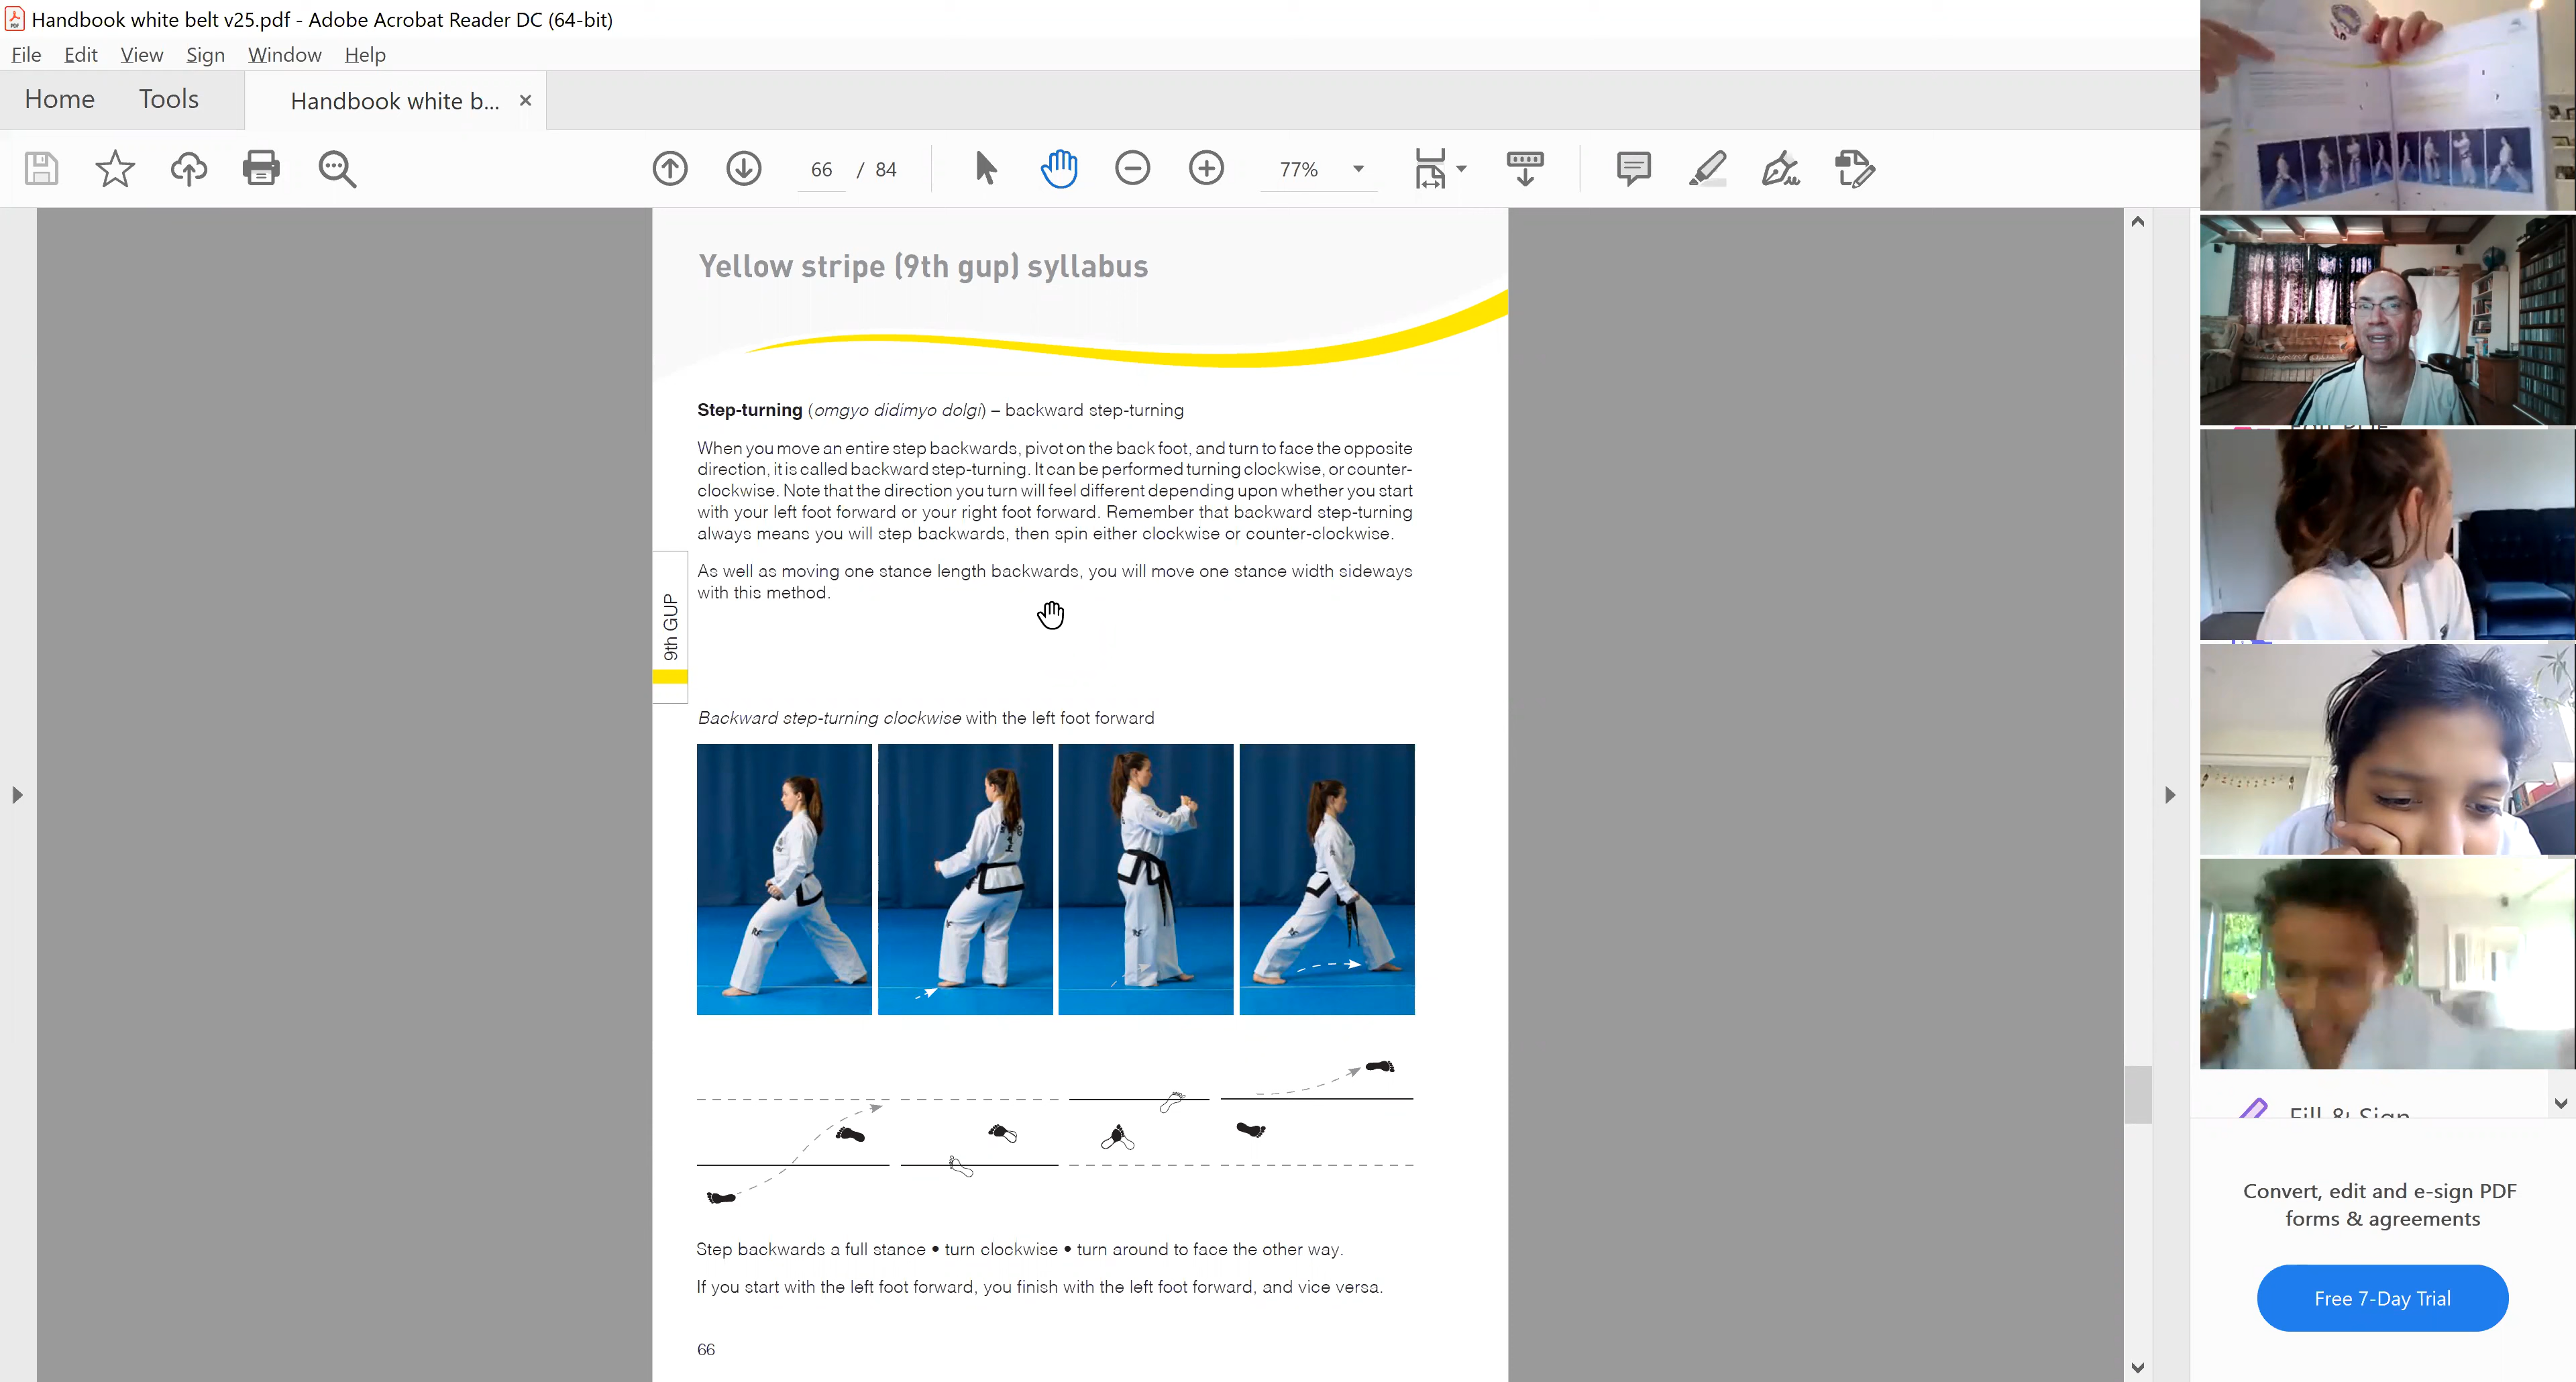 Handbook white belt v25.pdf - Adobe Acrobat Reader DC (64-bit)
File Edit View Sign Window Help
Home Tools Handbook white b... ×
66 / 84 77%
Yellow stripe (9th gup) syllabus
Step-turning (omgyo didimyo dolgi) – backward step-turning
When you move an entire step backwards, pivot on the back foot, and turn to face the opposite
direction, it is called backward step-turning. It can be performed turning clockwise, or counter-
clockwise. Note that the direction you turn will feel different depending upon whether you start
with your left foot forward or your right foot forward. Remember that backward step-turning
always means you will step backwards, then spin either clockwise or counter-clockwise.
As well as moving one stance length backwards, you will move one stance width sideways
with this method.
9th GUP
Backward step-turning clockwise with the left foot forward
Step backwards a full stance • turn clockwise • turn around to face the other way.
If you start with the left foot forward, you finish with the left foot forward, and vice versa.
66
Fill & Sign
Convert, edit and e-sign PDF
forms & agreements
Free 7-Day Trial